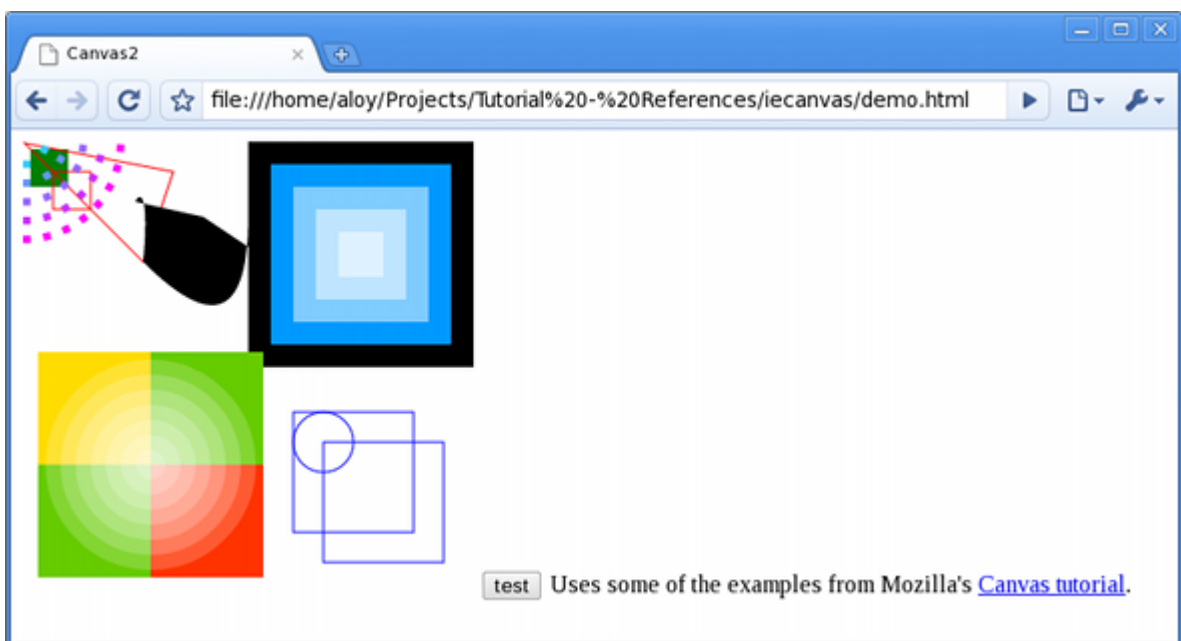 Canvas2
file:///home/aloy/Projects/Tutorial%20-%20References/iecanvas/demo.html
test Uses some of the examples from Mozilla's Canvas tutorial.